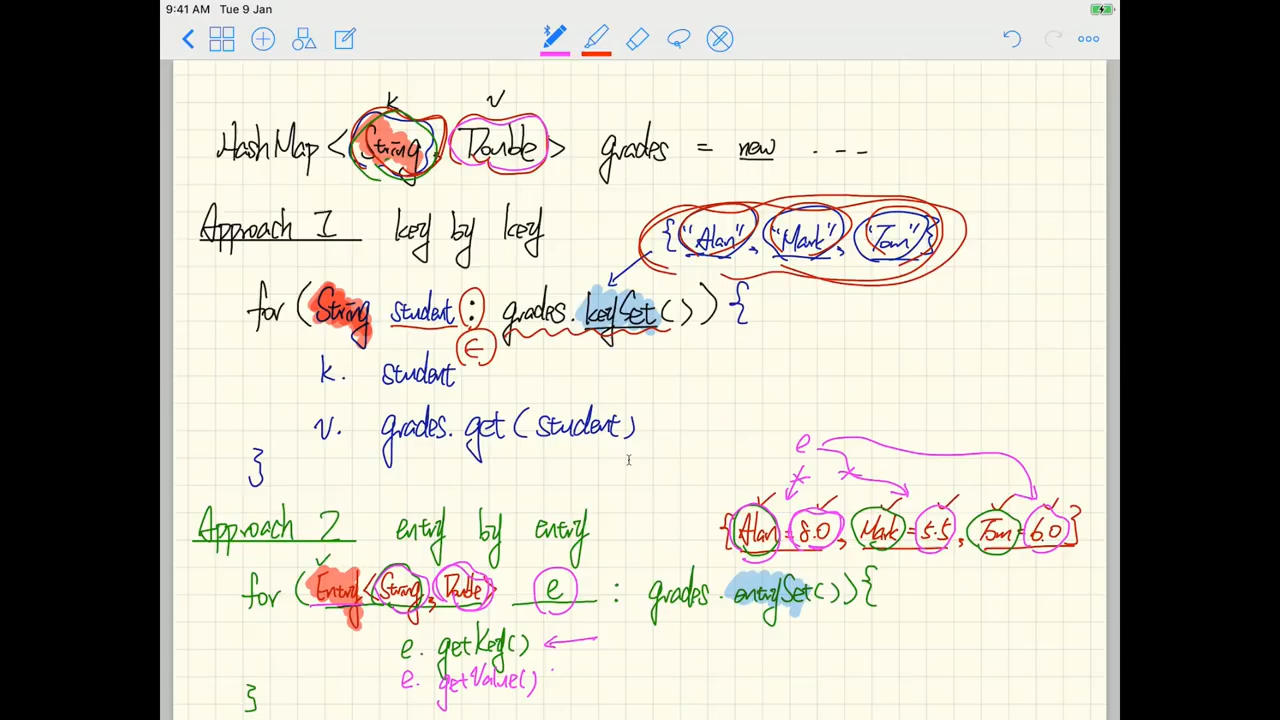 9:41 AM Tue 9 Jan
k v
HashMap < String, Double > grades = new ---
Approach 1 key by key
{ "Alan", "Mark", "Tom" }
for ( String student : grades. keySet ( ) ) {
∈
k. student
v. grades. get ( student )
}
e
Approach 2 entry by entry
{ Alan = 8.0, Mark = 5.5, Tom = 6.0 }
for ( Entry < String, Double > e : grades. entrySet ( ) ) {
e. getKey ( )
e. getValue ( )
}